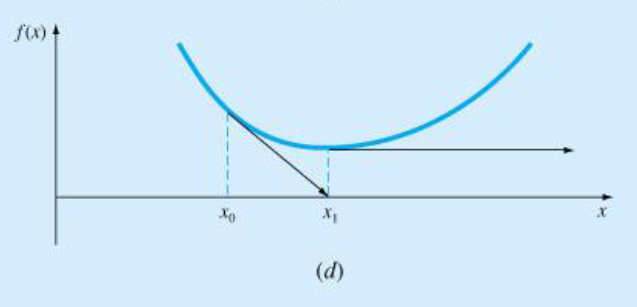 f(x)
x₀ x₁ x
(d)